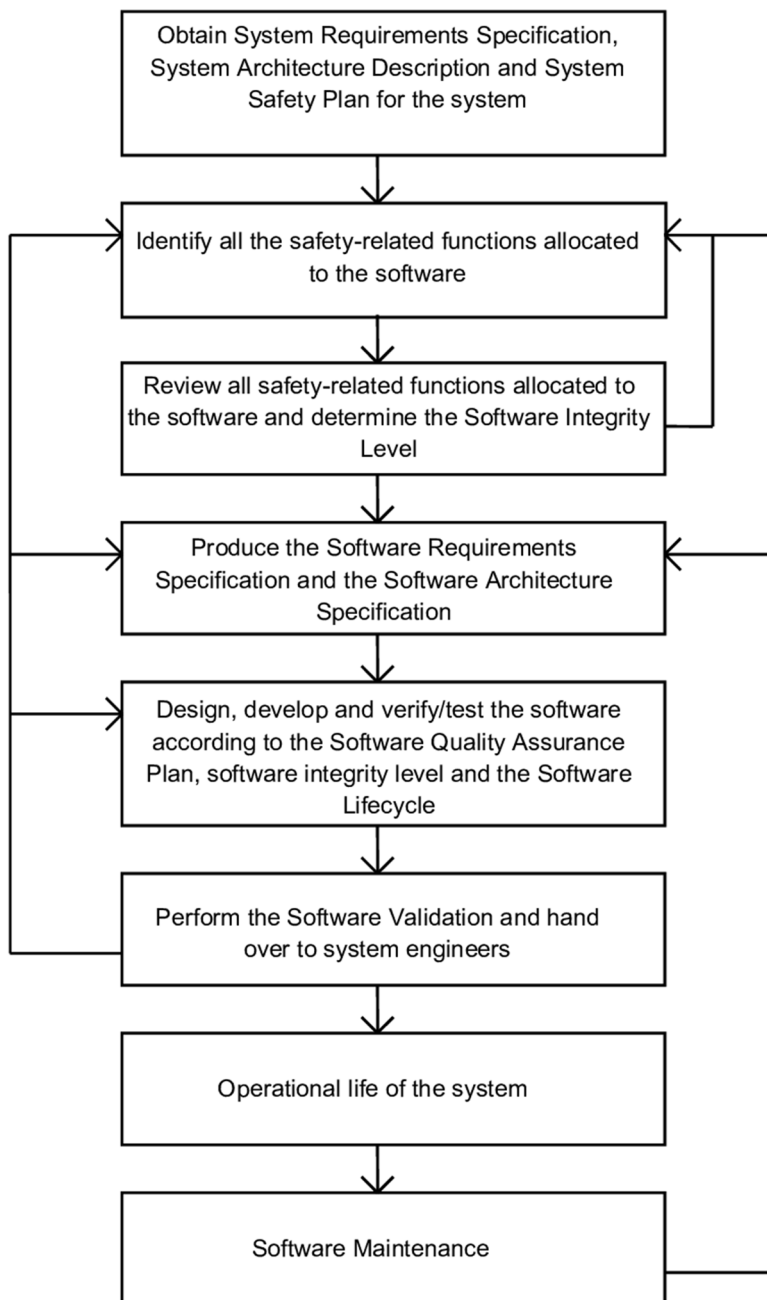 Obtain System Requirements Specification,
System Architecture Description and System
Safety Plan for the system
Identify all the safety-related functions allocated
to the software
Review all safety-related functions allocated to
the software and determine the Software Integrity
Level
Produce the Software Requirements
Specification and the Software Architecture
Specification
Design, develop and verify/test the software
according to the Software Quality Assurance
Plan, software integrity level and the Software
Lifecycle
Perform the Software Validation and hand
over to system engineers
Operational life of the system
Software Maintenance